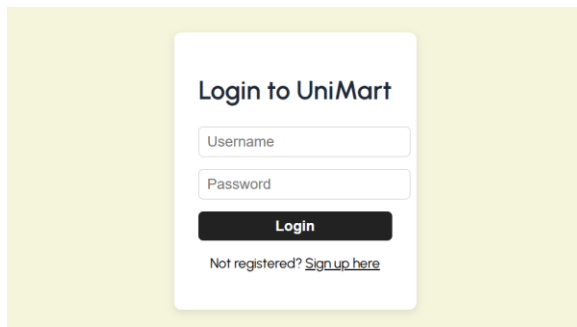 Login to UniMart
Username
Password
Login
Not registered? Sign up here